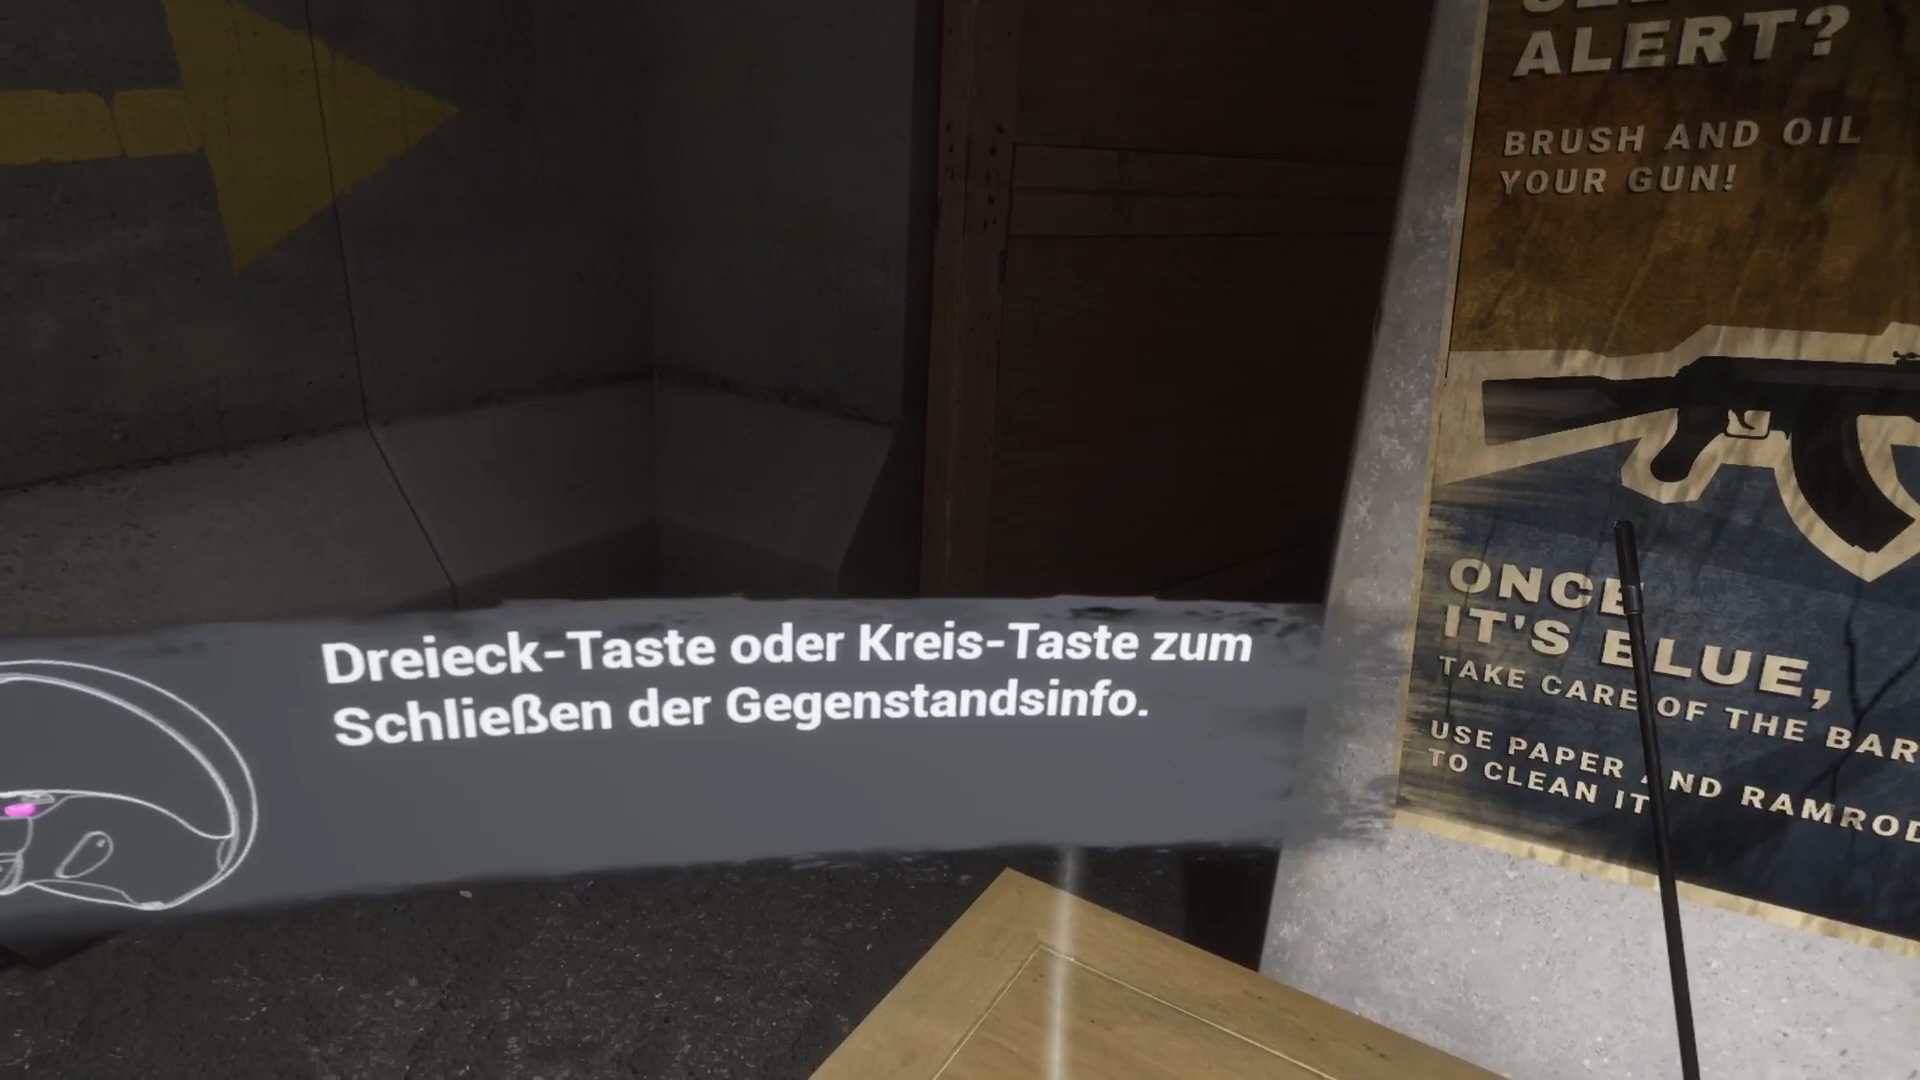 Dreieck-Taste oder Kreis-Taste zum
Schließen der Gegenstandsinfo.
ALERT?
BRUSH AND OIL
YOUR GUN!
ONCE
IT'S BLUE,
TAKE CARE OF THE
USE PAPER AND RAMROD
TO CLEAN IT